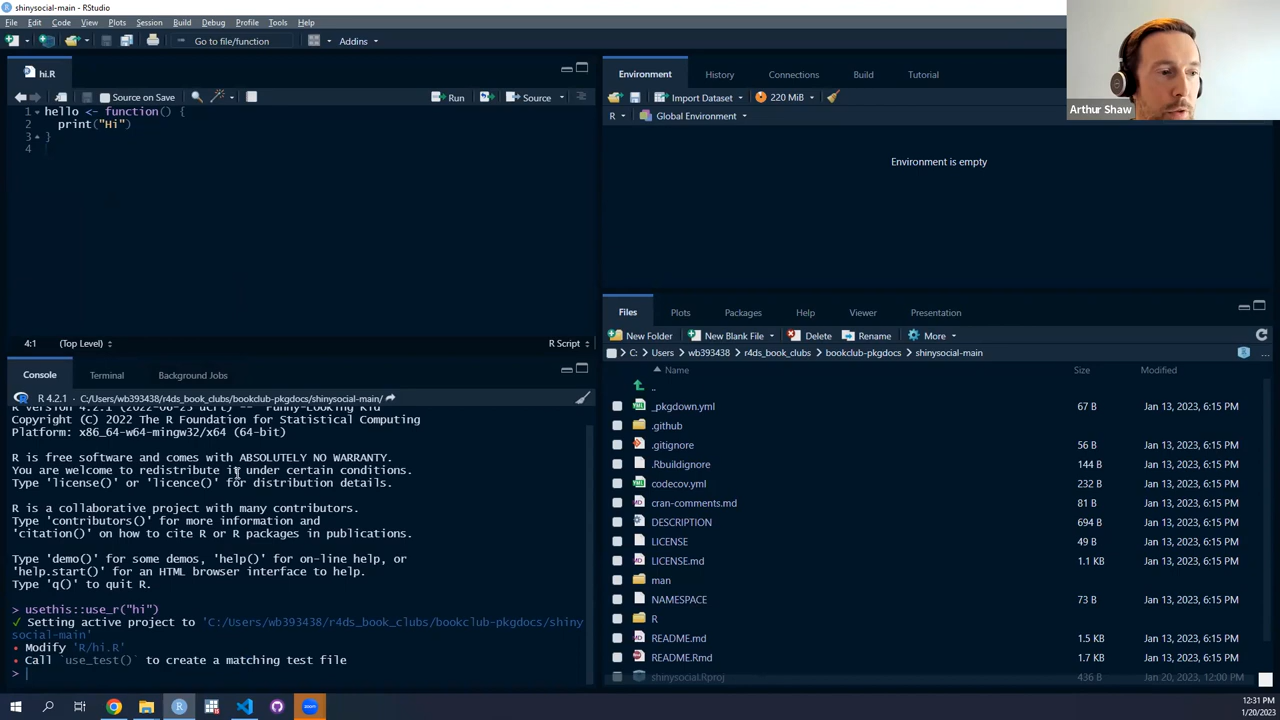 shinysocial-main - RStudio
File Edit Code View Plots Session Build Debug Profile Tools Help
Go to file/function
Addins
hi.R
Source on Save
Run
Source
1 hello <- function() {
2 print("Hi")
3 }
4
4:1
(Top Level)
R Script
Console Terminal Background Jobs
R 4.2.1 · C:/Users/wb393438/r4ds_book_clubs/bookclub-pkgdocs/shinysocial-main/
R version 4.2.1 (2022-06-23 ucrt) -- "Funny-Looking Kid"
Copyright (C) 2022 The R Foundation for Statistical Computing
Platform: x86_64-w64-mingw32/x64 (64-bit)
R is free software and comes with ABSOLUTELY NO WARRANTY.
You are welcome to redistribute it under certain conditions.
Type 'license()' or 'licence()' for distribution details.
R is a collaborative project with many contributors.
Type 'contributors()' for more information and
'citation()' on how to cite R or R packages in publications.
Type 'demo()' for some demos, 'help()' for on-line help, or
'help.start()' for an HTML browser interface to help.
Type 'q()' to quit R.
> usethis::use_r("hi")
✓ Setting active project to 'C:/Users/wb393438/r4ds_book_clubs/bookclub-pkgdocs/shiny
social-main'
• Modify 'R/hi.R'
• Call `use_test()` to create a matching test file
>
Environment History Connections Build Tutorial
Import Dataset
220 MiB
R
Global Environment
Environment is empty
Arthur Shaw
Files Plots Packages Help Viewer Presentation
New Folder New Blank File Delete Rename More
C: Users wb393438 r4ds_book_clubs bookclub-pkgdocs shinysocial-main
Name Size Modified
..
_pkgdown.yml 67 B Jan 13, 2023, 6:15 PM
.github
.gitignore 56 B Jan 13, 2023, 6:15 PM
.Rbuildignore 144 B Jan 13, 2023, 6:15 PM
codecov.yml 232 B Jan 13, 2023, 6:15 PM
cran-comments.md 81 B Jan 13, 2023, 6:15 PM
DESCRIPTION 694 B Jan 13, 2023, 6:15 PM
LICENSE 49 B Jan 13, 2023, 6:15 PM
LICENSE.md 1.1 KB Jan 13, 2023, 6:15 PM
man
NAMESPACE 73 B Jan 13, 2023, 6:15 PM
R
README.md 1.5 KB Jan 13, 2023, 6:15 PM
README.Rmd 1.7 KB Jan 13, 2023, 6:15 PM
shinysocial.Rproj 436 B Jan 20, 2023, 12:00 PM
12:31 PM
1/20/2023